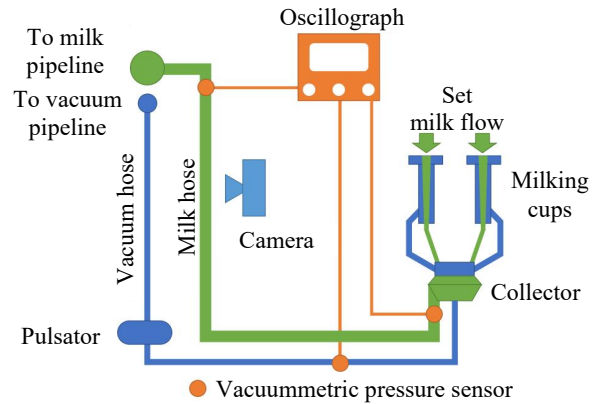 Oscillograph
To milk
pipeline
To vacuum
pipeline
Set
milk flow
Vacuum hose
Milk hose
Milking
cups
Camera
Collector
Pulsator
Vacuummetric pressure sensor